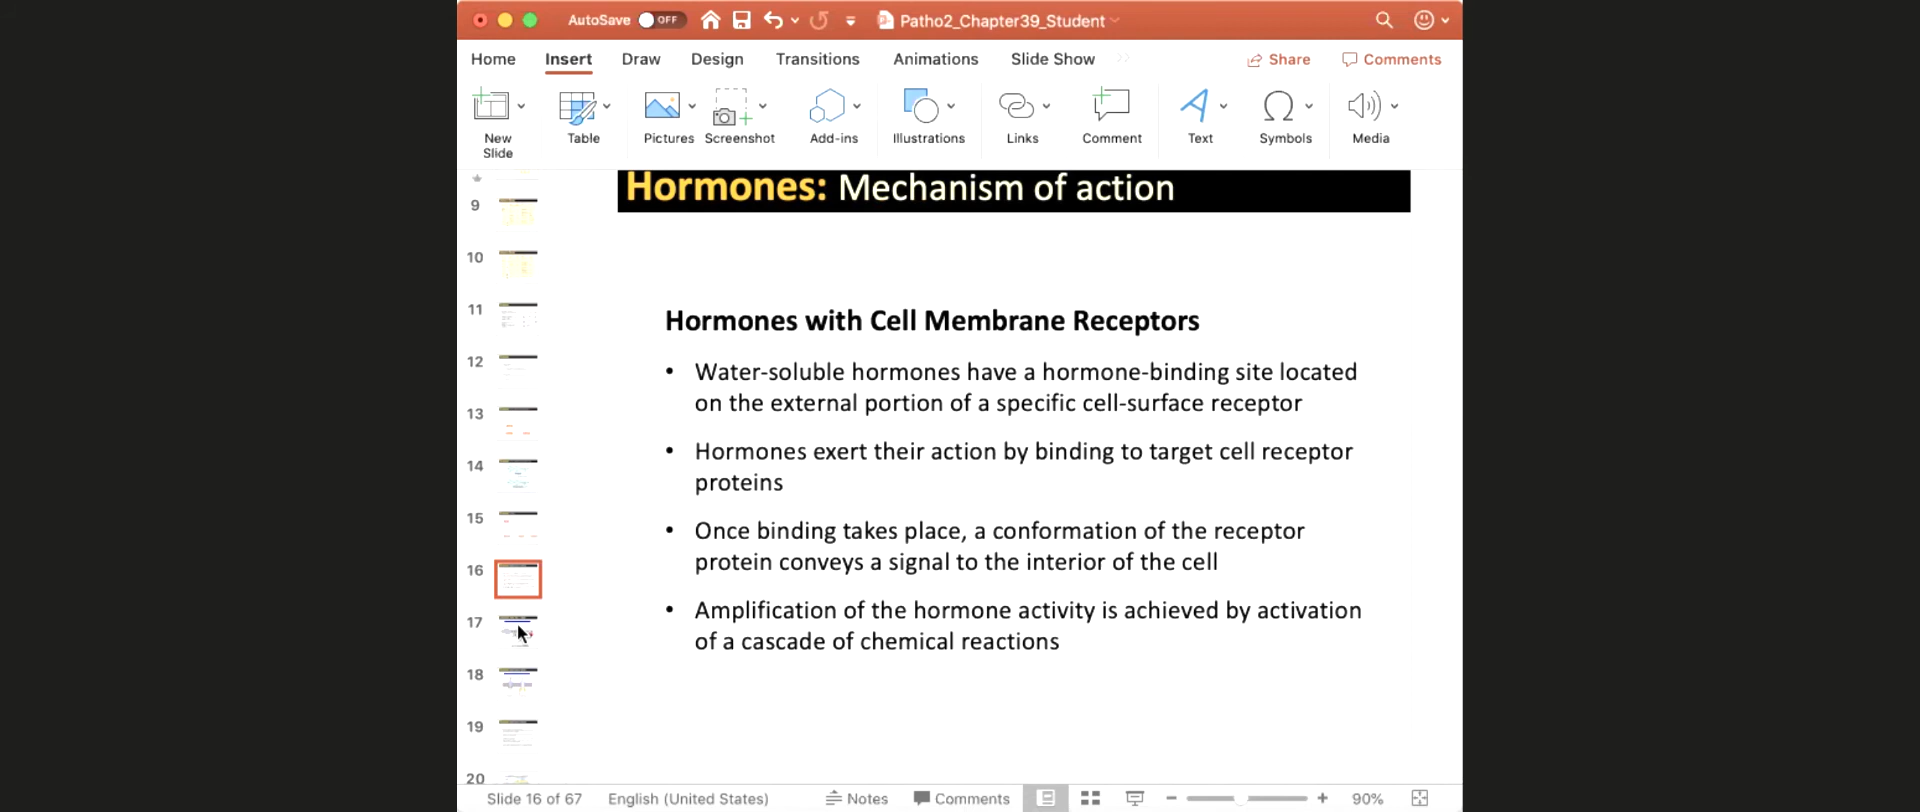 AutoSave OFF Patho2_Chapter39_Student
Home Insert Draw Design Transitions Animations Slide Show Share Comments
New Slide Table Pictures Screenshot Add-ins Illustrations Links Comment Text Symbols Media
Hormones: Mechanism of action
9
10
11
12
13
14
15
16
17
18
19
20
Hormones with Cell Membrane Receptors
• Water-soluble hormones have a hormone-binding site located
on the external portion of a specific cell-surface receptor
• Hormones exert their action by binding to target cell receptor
proteins
• Once binding takes place, a conformation of the receptor
protein conveys a signal to the interior of the cell
• Amplification of the hormone activity is achieved by activation
of a cascade of chemical reactions
Slide 16 of 67 English (United States) Notes Comments 90%